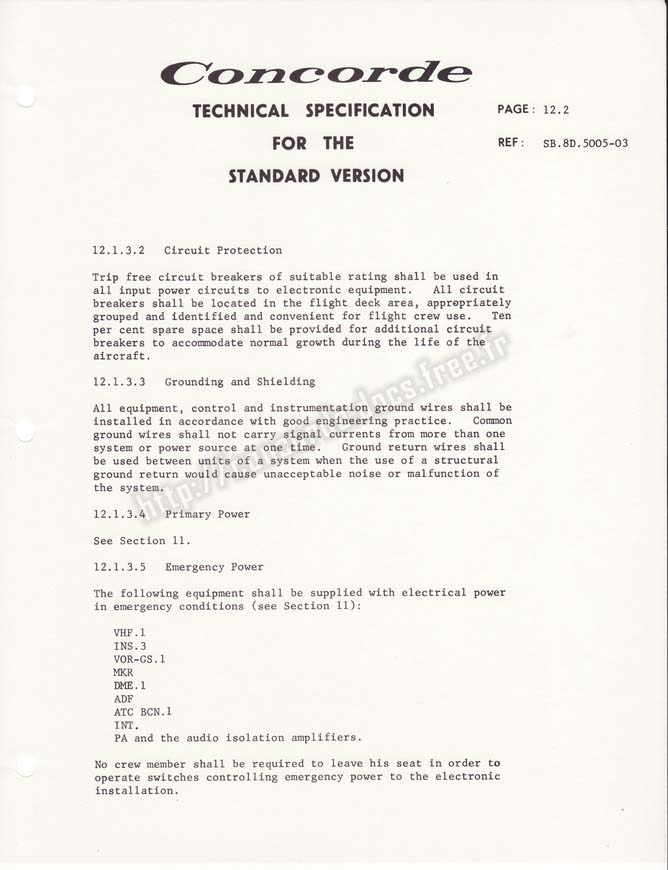 Concorde
TECHNICAL SPECIFICATION
FOR THE
STANDARD VERSION
PAGE: 12.2
REF: SB.8D.5005-03
12.1.3.2 Circuit Protection
Trip free circuit breakers of suitable rating shall be used in
all input power circuits to electronic equipment. All circuit
breakers shall be located in the flight deck area, appropriately
grouped and identified and convenient for flight crew use. Ten
per cent spare space shall be provided for additional circuit
breakers to accommodate normal growth during the life of the
aircraft.
12.1.3.3 Grounding and Shielding
All equipment, control and instrumentation ground wires shall be
installed in accordance with good engineering practice. Common
ground wires shall not carry signal currents from more than one
system or power source at one time. Ground return wires shall
be used between units of a system when the use of a structural
ground return would cause unacceptable noise or malfunction of
the system.
12.1.3.4 Primary Power
See Section 11.
12.1.3.5 Emergency Power
The following equipment shall be supplied with electrical power
in emergency conditions (see Section 11):
VHF.1
INS.3
VOR-GS.1
MKR
DME.1
ADF
ATC BCN.1
INT.
PA and the audio isolation amplifiers.
No crew member shall be required to leave his seat in order to
operate switches controlling emergency power to the electronic
installation.